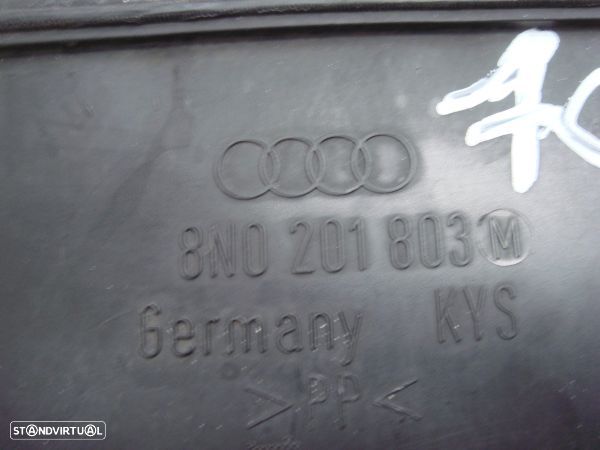 8N0 201 803 M
Germany KYS
>PP<
STANDVIRTUAL